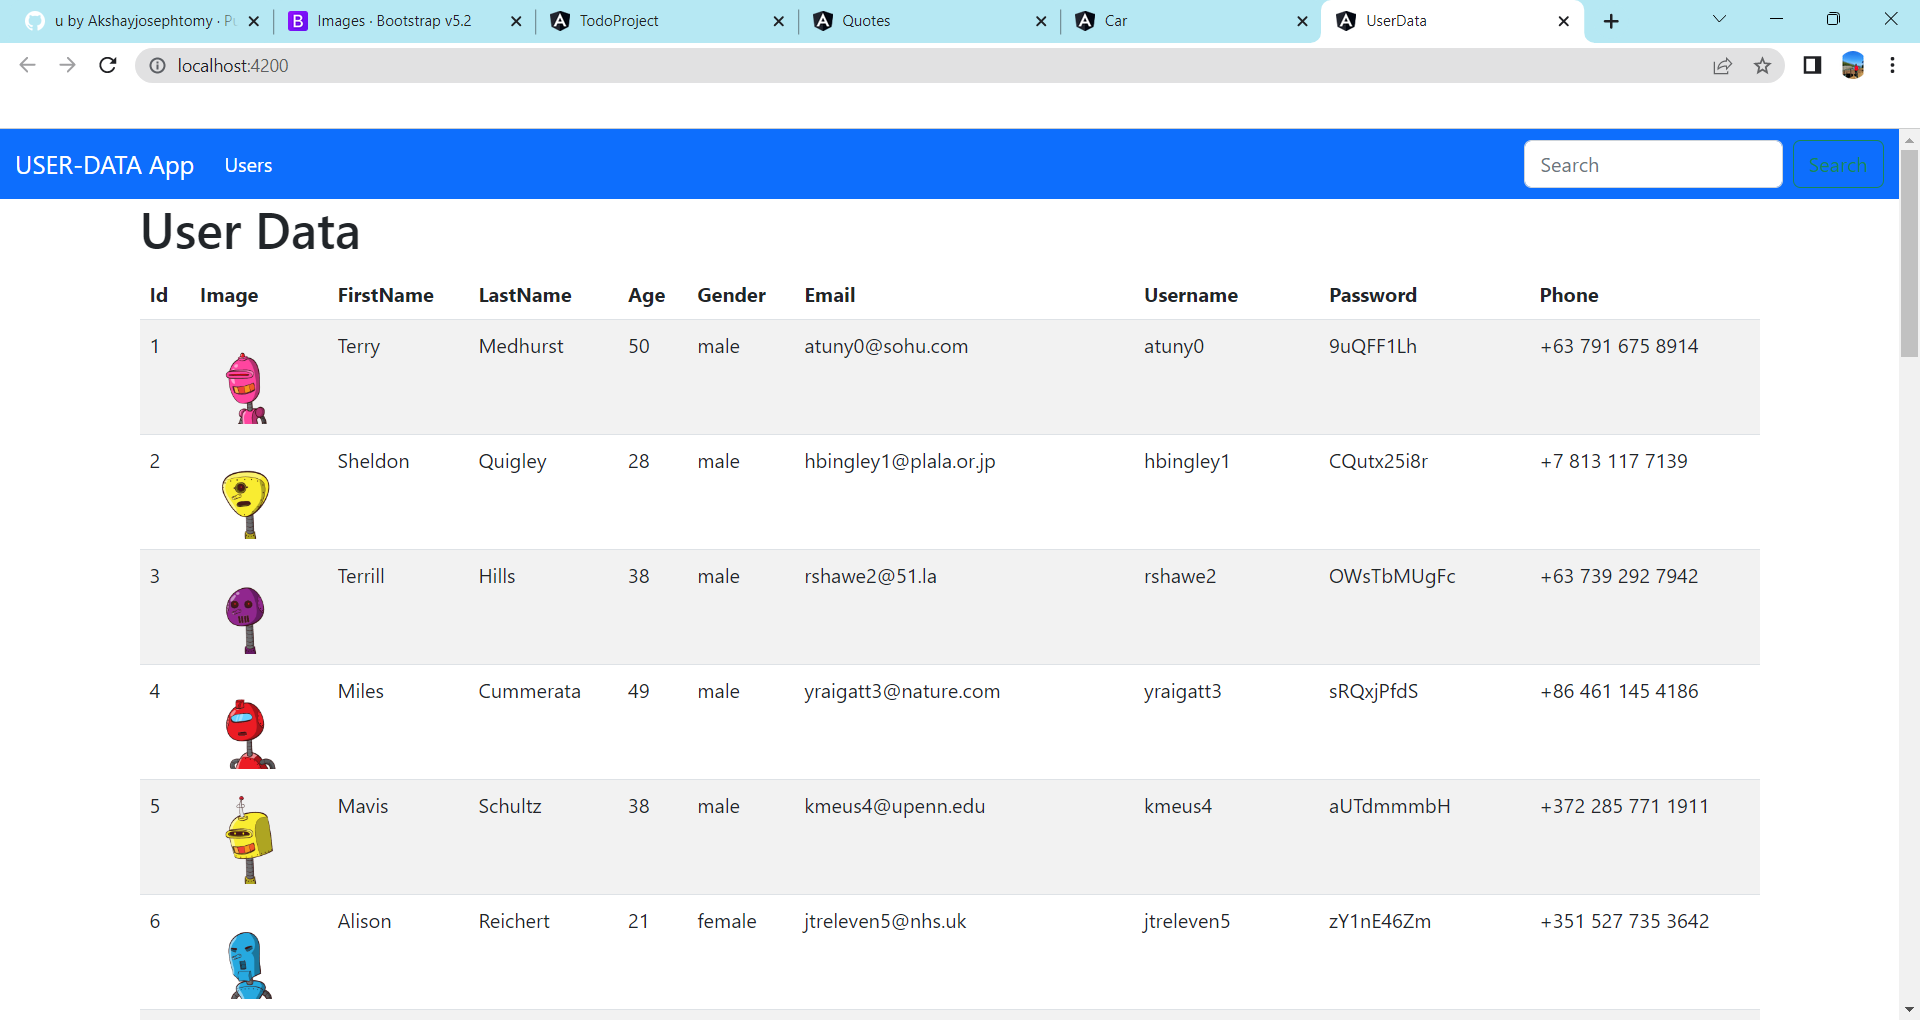 u by Akshayjosephtomy · Pu
Images · Bootstrap v5.2
TodoProject
Quotes
Car
UserData
localhost:4200
USER-DATA App Users Search Search
User Data
Id Image FirstName LastName Age Gender Email Username Password Phone
1 Terry Medhurst 50 male atuny0@sohu.com atuny0 9uQFF1Lh +63 791 675 8914
2 Sheldon Quigley 28 male hbingley1@plala.or.jp hbingley1 CQutx25i8r +7 813 117 7139
3 Terrill Hills 38 male rshawe2@51.la rshawe2 OWsTbMUgFc +63 739 292 7942
4 Miles Cummerata 49 male yraigatt3@nature.com yraigatt3 sRQxjPfdS +86 461 145 4186
5 Mavis Schultz 38 male kmeus4@upenn.edu kmeus4 aUTdmmmbH +372 285 771 1911
6 Alison Reichert 21 female jtreleven5@nhs.uk jtreleven5 zY1nE46Zm +351 527 735 3642